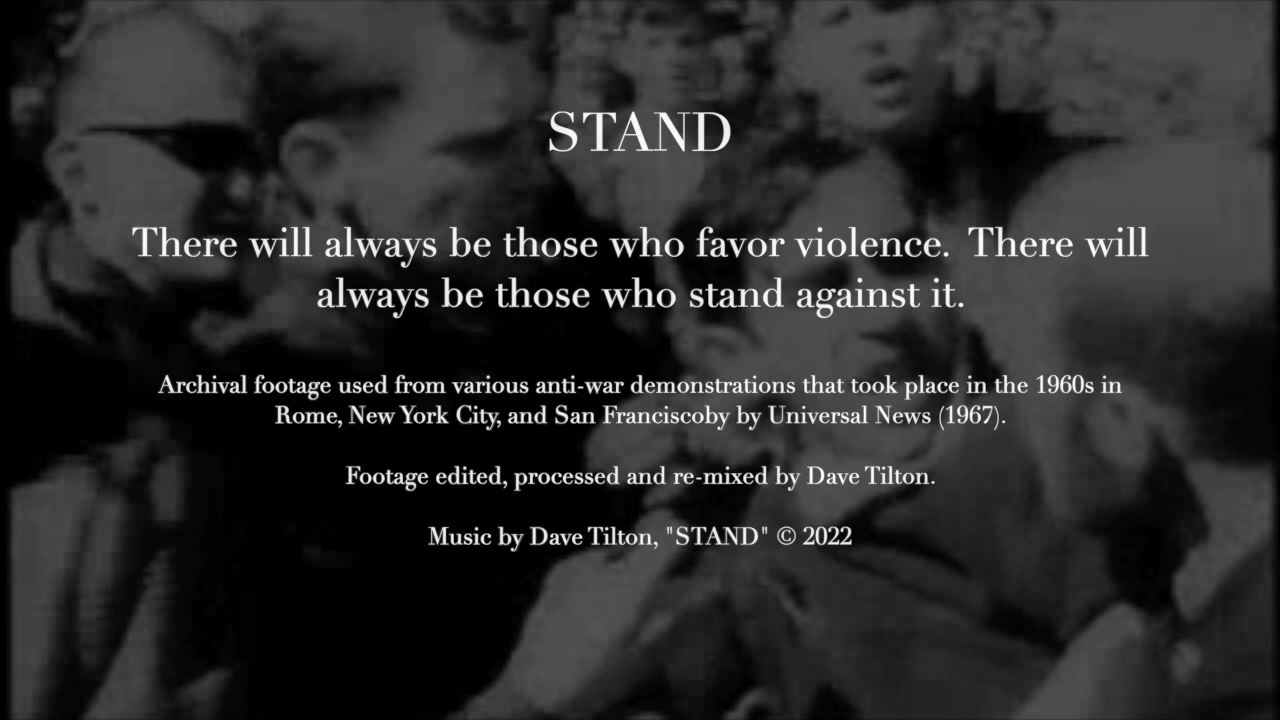 STAND
There will always be those who favor violence. There will
always be those who stand against it.
Archival footage used from various anti-war demonstrations that took place in the 1960s in
Rome, New York City, and San Franciscoby by Universal News (1967).
Footage edited, processed and re-mixed by Dave Tilton.
Music by Dave Tilton, "STAND" © 2022